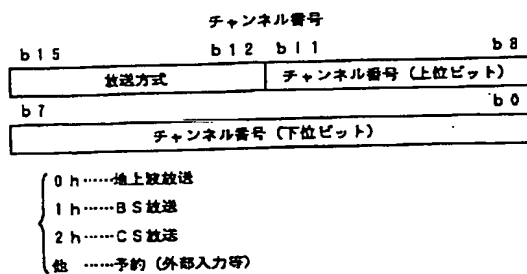 チャンネル番号
b15 b12 b11 b8
放送方式 チャンネル番号(上位ビット)
b7 b0
チャンネル番号(下位ビット)
0h……地上波放送
1h……BS放送
2h……CS放送
他 ……予約(外部入力等)